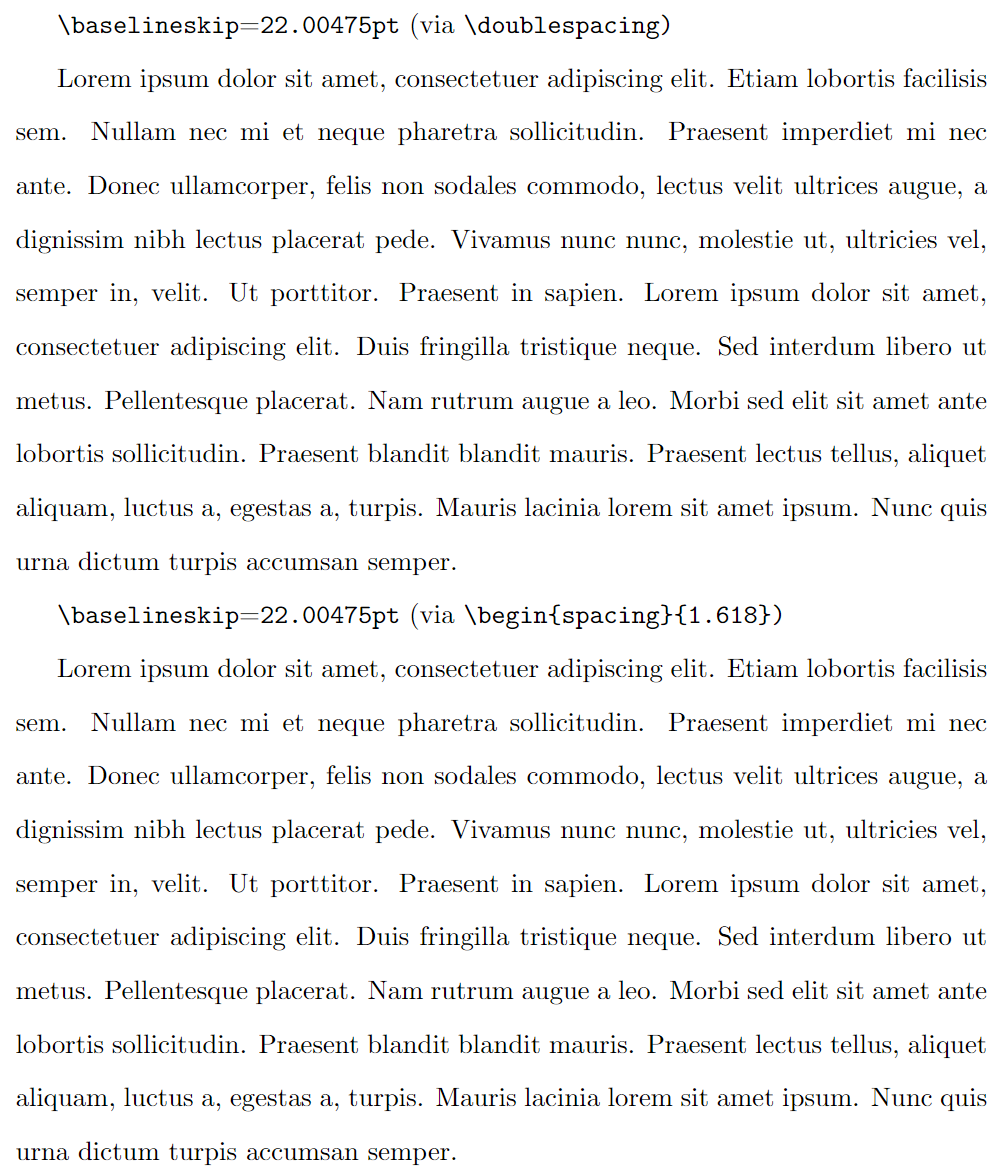 \baselineskip=22.00475pt (via \doublespacing)
Lorem ipsum dolor sit amet, consectetuer adipiscing elit. Etiam lobortis facilisis
sem. Nullam nec mi et neque pharetra sollicitudin. Praesent imperdiet mi nec
ante. Donec ullamcorper, felis non sodales commodo, lectus velit ultrices augue, a
dignissim nibh lectus placerat pede. Vivamus nunc nunc, molestie ut, ultricies vel,
semper in, velit. Ut porttitor. Praesent in sapien. Lorem ipsum dolor sit amet,
consectetuer adipiscing elit. Duis fringilla tristique neque. Sed interdum libero ut
metus. Pellentesque placerat. Nam rutrum augue a leo. Morbi sed elit sit amet ante
lobortis sollicitudin. Praesent blandit blandit mauris. Praesent lectus tellus, aliquet
aliquam, luctus a, egestas a, turpis. Mauris lacinia lorem sit amet ipsum. Nunc quis
urna dictum turpis accumsan semper.
\baselineskip=22.00475pt (via \begin{spacing}{1.618})
Lorem ipsum dolor sit amet, consectetuer adipiscing elit. Etiam lobortis facilisis
sem. Nullam nec mi et neque pharetra sollicitudin. Praesent imperdiet mi nec
ante. Donec ullamcorper, felis non sodales commodo, lectus velit ultrices augue, a
dignissim nibh lectus placerat pede. Vivamus nunc nunc, molestie ut, ultricies vel,
semper in, velit. Ut porttitor. Praesent in sapien. Lorem ipsum dolor sit amet,
consectetuer adipiscing elit. Duis fringilla tristique neque. Sed interdum libero ut
metus. Pellentesque placerat. Nam rutrum augue a leo. Morbi sed elit sit amet ante
lobortis sollicitudin. Praesent blandit blandit mauris. Praesent lectus tellus, aliquet
aliquam, luctus a, egestas a, turpis. Mauris lacinia lorem sit amet ipsum. Nunc quis
urna dictum turpis accumsan semper.